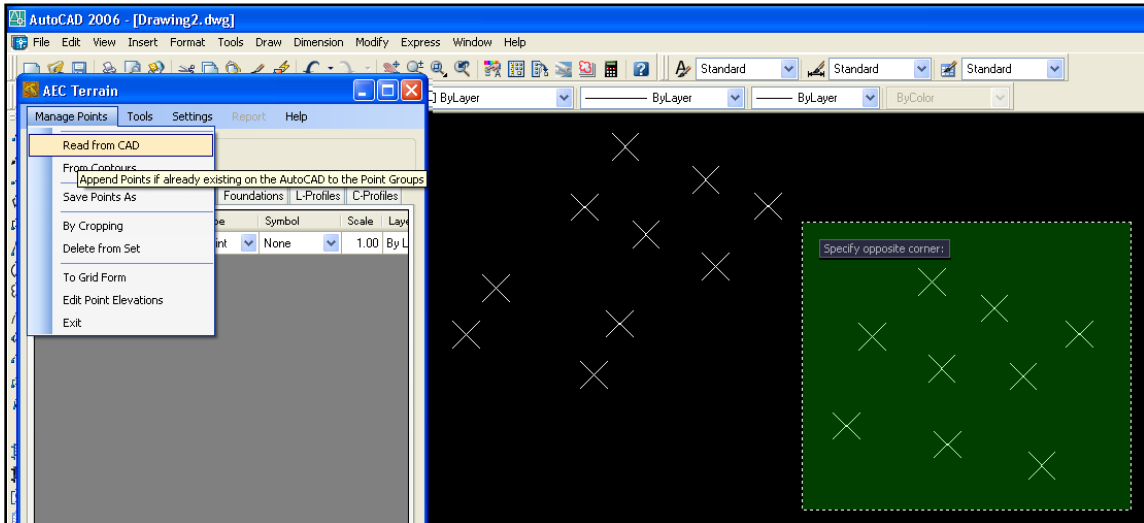 AutoCAD 2006 - [Drawing2.dwg]
File Edit View Insert Format Tools Draw Dimension Modify Express Window Help
Standard Standard Standard
AEC Terrain
ByLayer ByLayer ByLayer ByColor
Manage Points Tools Settings Report Help
Read from CAD
From Contours
Append Points if already existing on the AutoCAD to the Point Groups
Save Points As
Foundations L-Profiles C-Profiles
By Cropping
Symbol Scale Laye
Delete from Set
None 1.00 By L
To Grid Form
Edit Point Elevations
Exit
Specify opposite corner: